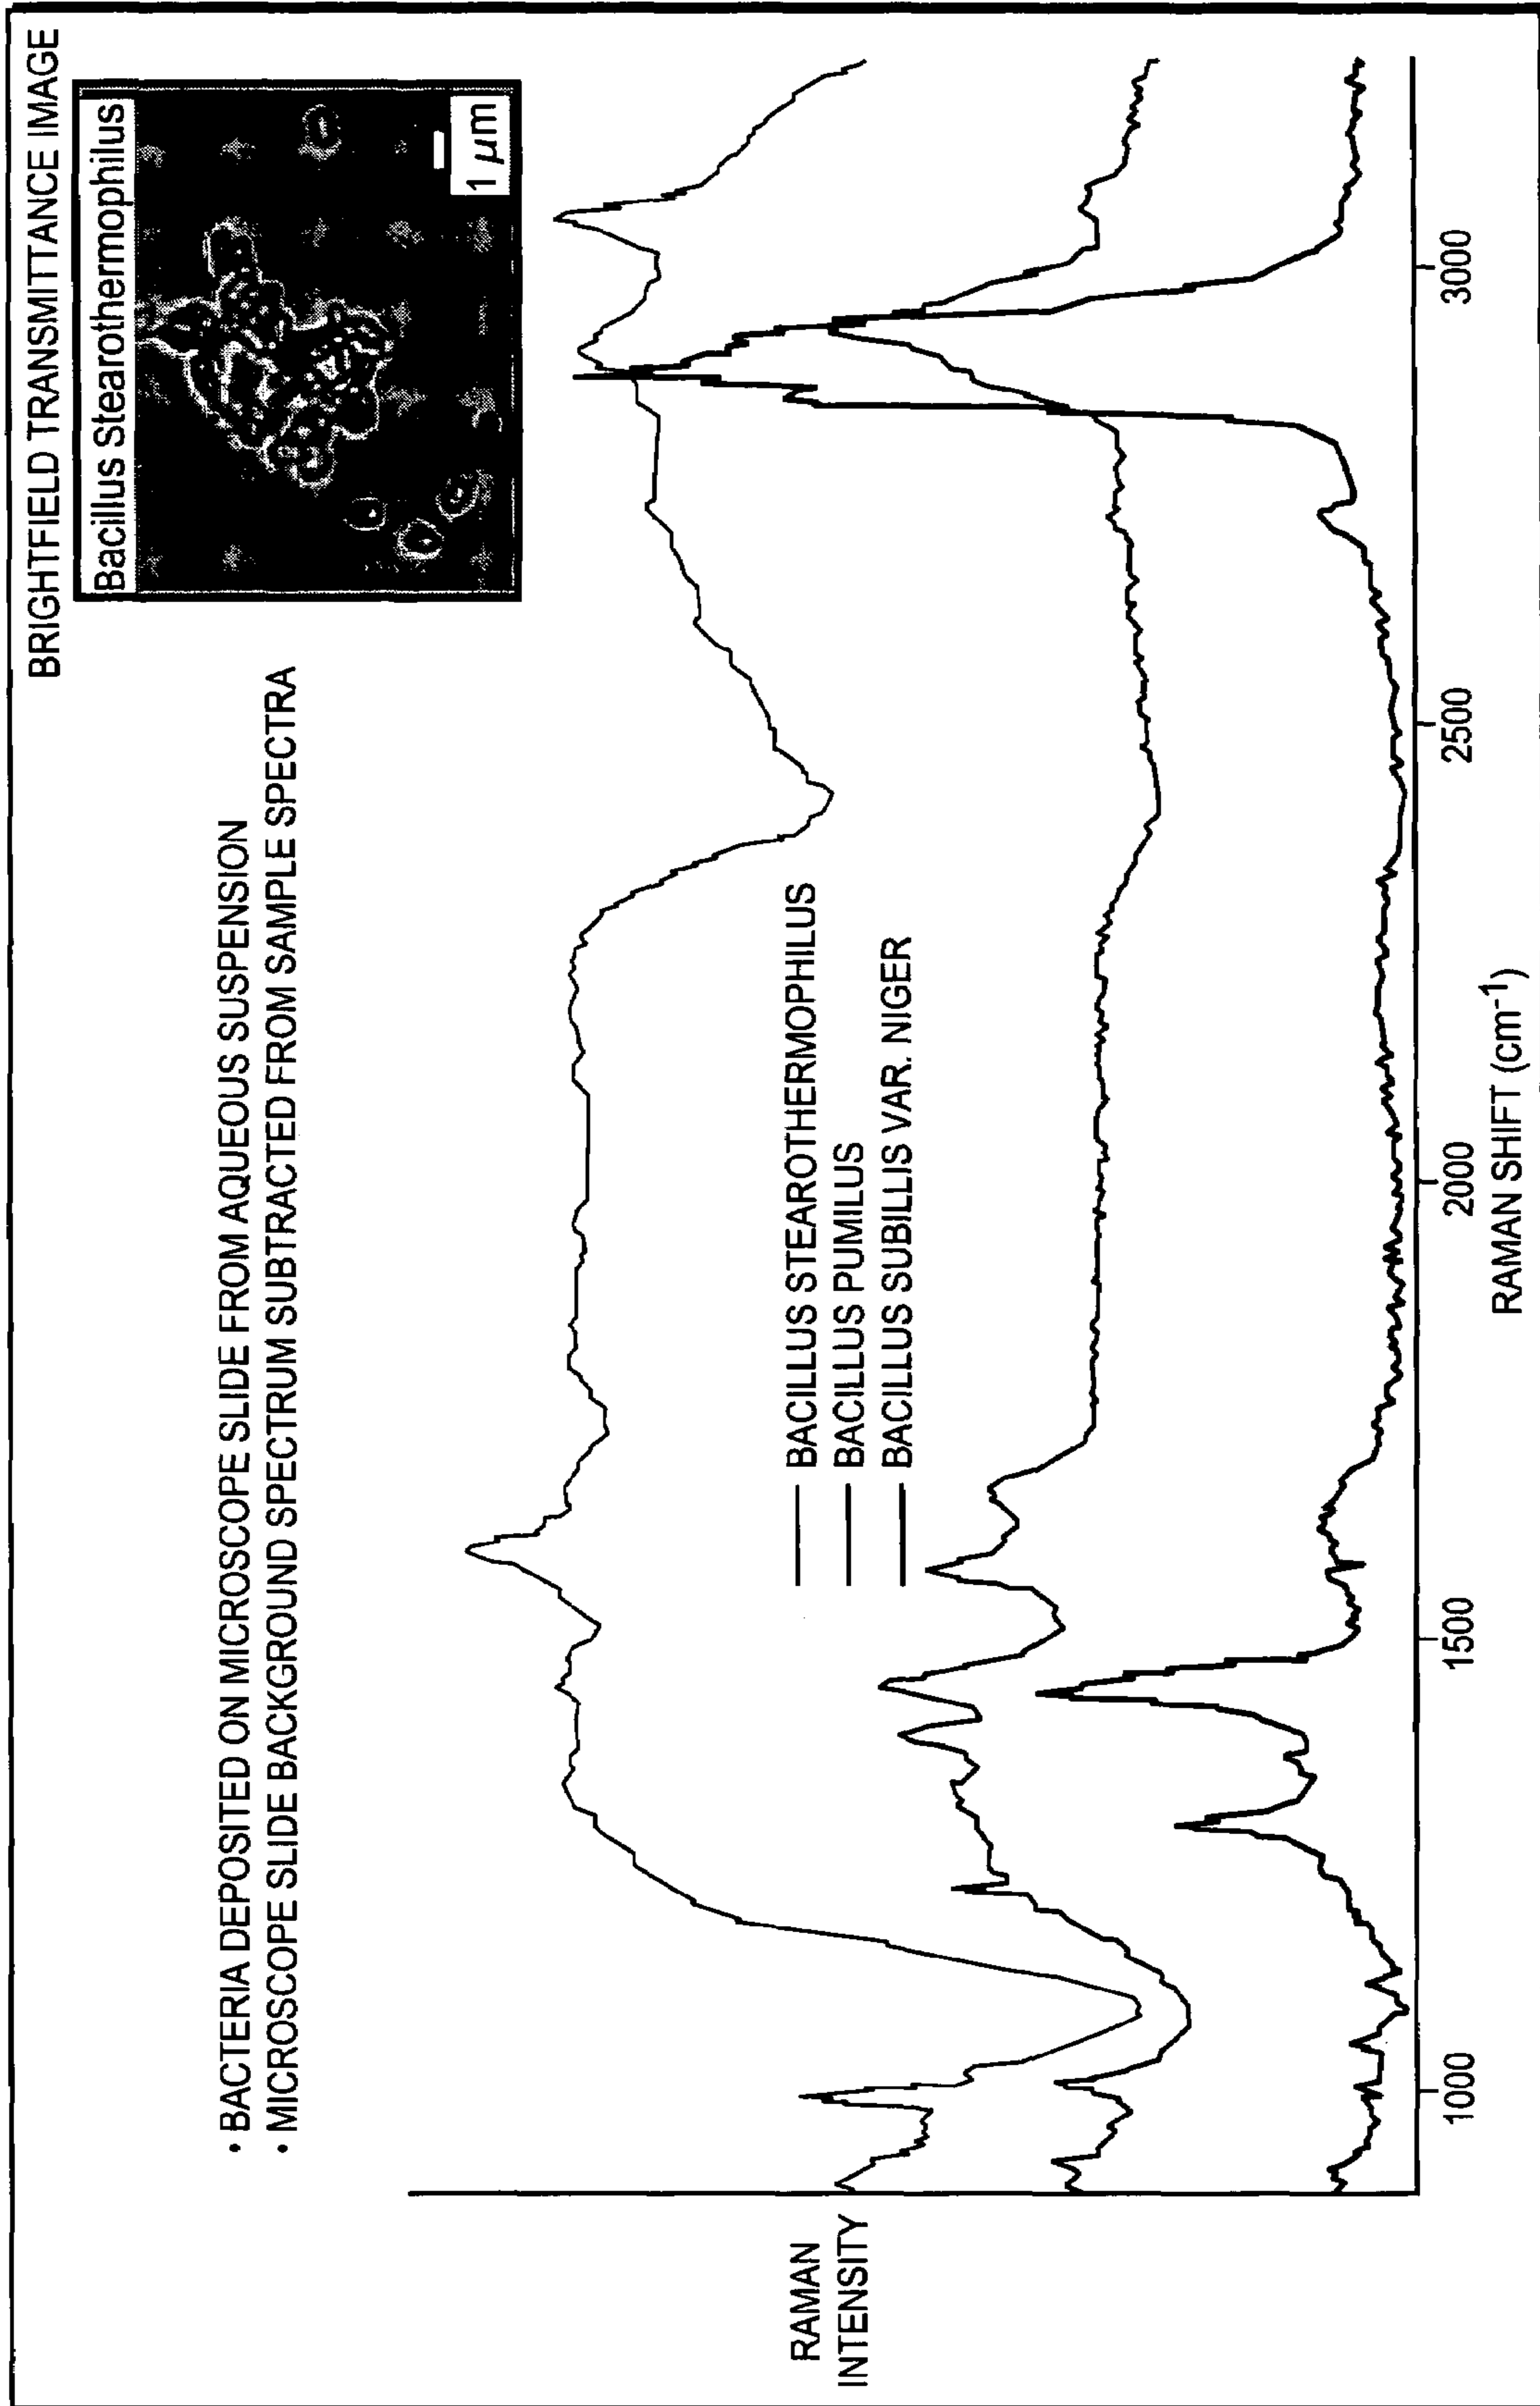 BRIGHTFIELD TRANSMITTANCE IMAGE
Bacillus Stearothermophilus
1 μm
• BACTERIA DEPOSITED ON MICROSCOPE SLIDE FROM AQUEOUS SUSPENSION
• MICROSCOPE SLIDE BACKGROUND SPECTRUM SUBTRACTED FROM SAMPLE SPECTRA
BACILLUS STEAROTHERMOPHILUS
BACILLUS PUMILUS
BACILLUS SUBILLIS VAR. NIGER
RAMAN
INTENSITY
1000 1500 2000 2500 3000
RAMAN SHIFT (cm-1)